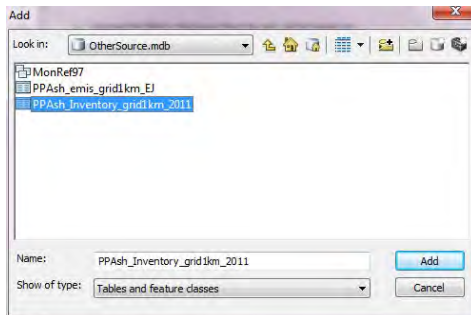 Add
Look in: OtherSource.mdb
MonRef97
PPAsh_emis_grid1km_EJ
PPAsh_Inventory_grid1km_2011
Name: PPAsh_Inventory_grid1km_2011 Add
Show of type: Tables and feature classes Cancel